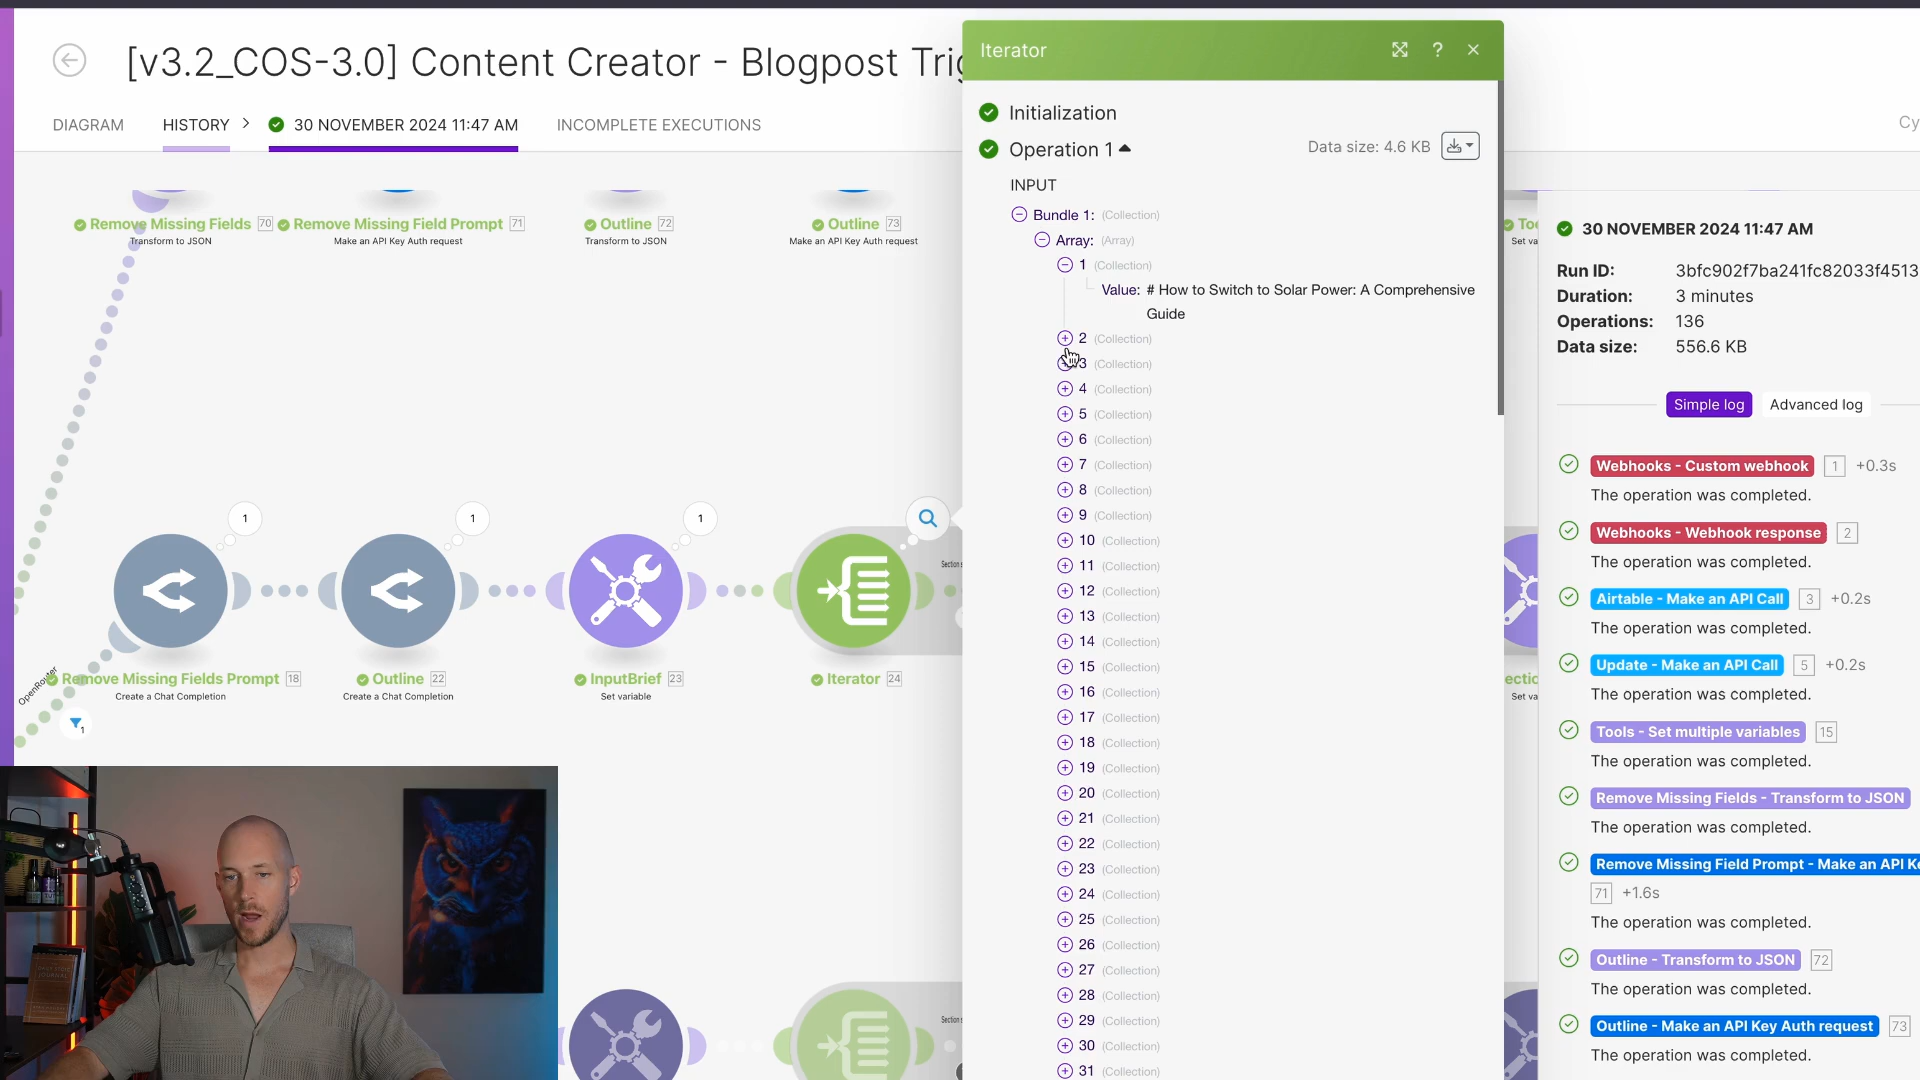 [v3.2_COS-3.0] Content Creator - Blogpost
DIAGRAM
HISTORY
30 NOVEMBER 2024 11:47 AM
INCOMPLETE EXECUTIONS
Cy
Remove Missing Fields 70
Transform to JSON
Remove Missing Field Prompt 71
Make an API Key Auth request
Outline 72
Transform to JSON
Outline 73
Make an API Key Auth request
1
1
1
OpenRouter
Remove Missing Fields Prompt 18
Create a Chat Completion
1
Outline 22
Create a Chat Completion
InputBrief 23
Set variable
Iterator 24
Iterator
?
Initialization
Operation 1
Data size: 4.6 KB
INPUT
Bundle 1: (Collection)
Array: (Array)
1 (Collection)
Value: # How to Switch to Solar Power: A Comprehensive
Guide
2 (Collection)
3 (Collection)
4 (Collection)
5 (Collection)
6 (Collection)
7 (Collection)
8 (Collection)
9 (Collection)
10 (Collection)
11 (Collection)
12 (Collection)
13 (Collection)
14 (Collection)
15 (Collection)
16 (Collection)
17 (Collection)
18 (Collection)
19 (Collection)
20 (Collection)
21 (Collection)
22 (Collection)
23 (Collection)
24 (Collection)
25 (Collection)
26 (Collection)
27 (Collection)
28 (Collection)
29 (Collection)
30 (Collection)
31 (Collection)
30 NOVEMBER 2024 11:47 AM
Run ID: 3bfc902f7ba241fc82033f4513
Duration: 3 minutes
Operations: 136
Data size: 556.6 KB
Simple log
Advanced log
Webhooks - Custom webhook 1 +0.3s
The operation was completed.
Webhooks - Webhook response 2
The operation was completed.
Airtable - Make an API Call 3 +0.2s
The operation was completed.
Update - Make an API Call 5 +0.2s
The operation was completed.
Tools - Set multiple variables 15
The operation was completed.
Remove Missing Fields - Transform to JSON
The operation was completed.
Remove Missing Field Prompt - Make an API
71 +1.6s
The operation was completed.
Outline - Transform to JSON 72
The operation was completed.
Outline - Make an API Key Auth request 73
The operation was completed.